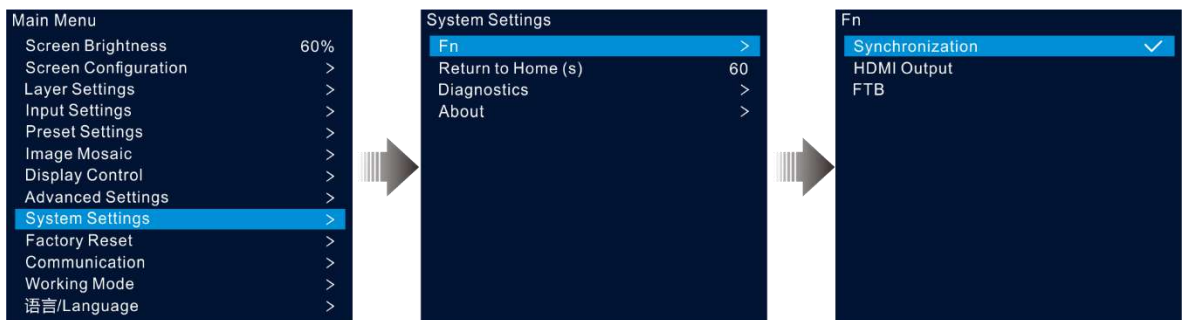 Main Menu
Screen Brightness 60%
Screen Configuration >
Layer Settings >
Input Settings >
Preset Settings >
Image Mosaic >
Display Control >
Advanced Settings >
System Settings >
Factory Reset >
Communication >
Working Mode >
语言/Language >
System Settings
Fn >
Return to Home (s) 60
Diagnostics >
About >
Fn
Synchronization ✓
HDMI Output
FTB